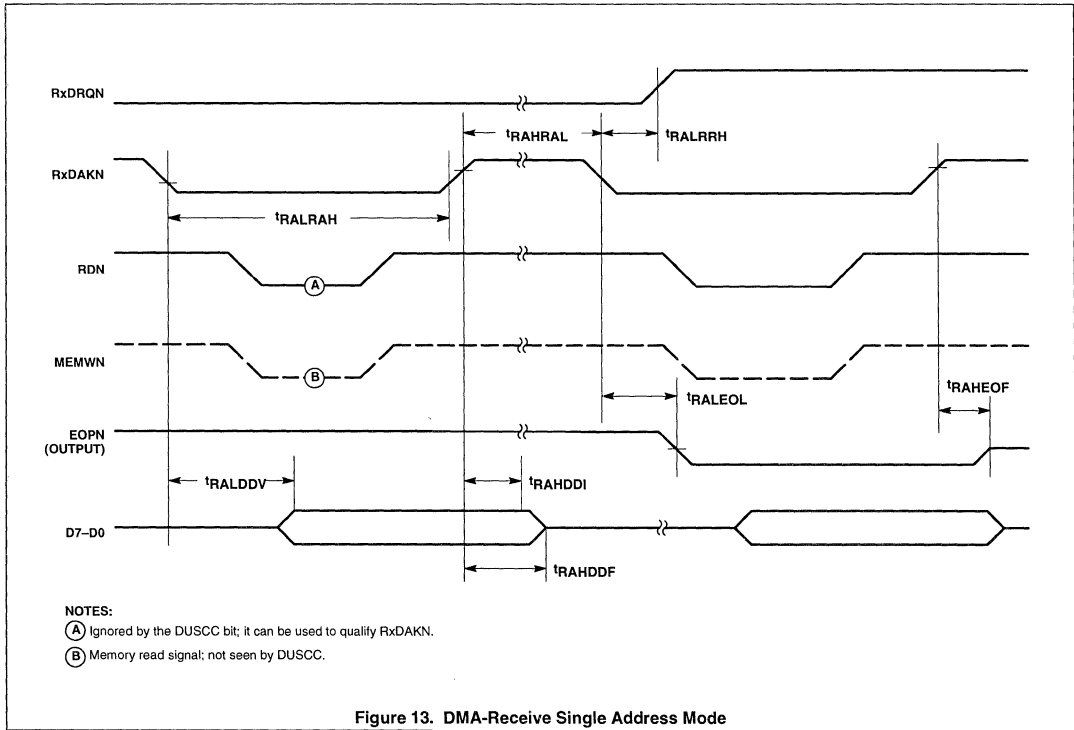 RxDRQN
tRAHRAL
tRALRRH
RxDAKN
tRALRAH
RDN
A
MEMWN
B
tRALEOL
tRAHEOF
EOPN
(OUTPUT)
tRALDDV
tRAHDDI
D7–D0
tRAHDDF
NOTES:
A Ignored by the DUSCC bit; it can be used to qualify RxDAKN.
B Memory read signal; not seen by DUSCC.
Figure 13. DMA-Receive Single Address Mode